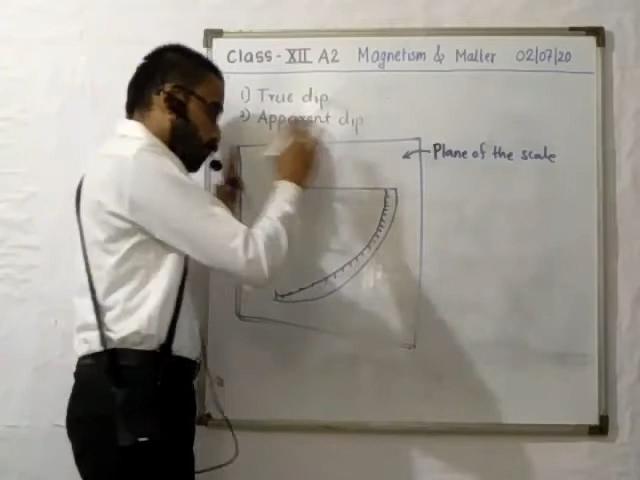 Class - XII A2 Magnetism & Matter 02/07/20
1) True dip
2) Apparent dip
Plane of the scale